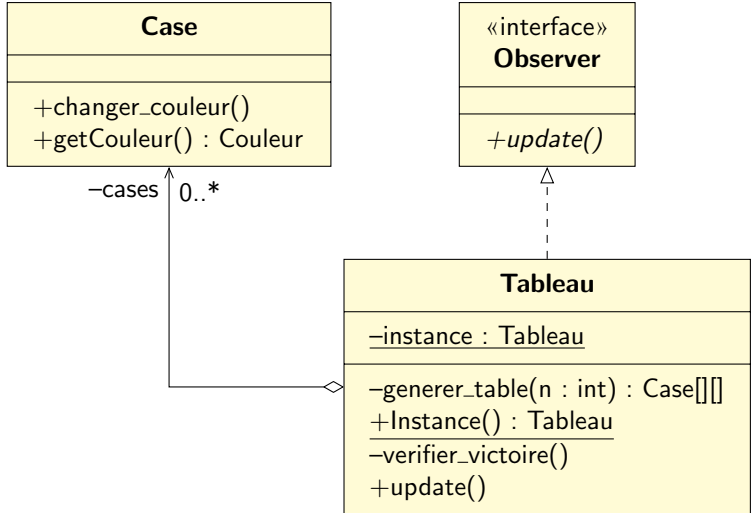 Case
+changer_couleur()
+getCouleur() : Couleur
«interface»
Observer
+update()
–cases 0..*
Tableau
–instance : Tableau
–generer_table(n : int) : Case[][]
+Instance() : Tableau
–verifier_victoire()
+update()